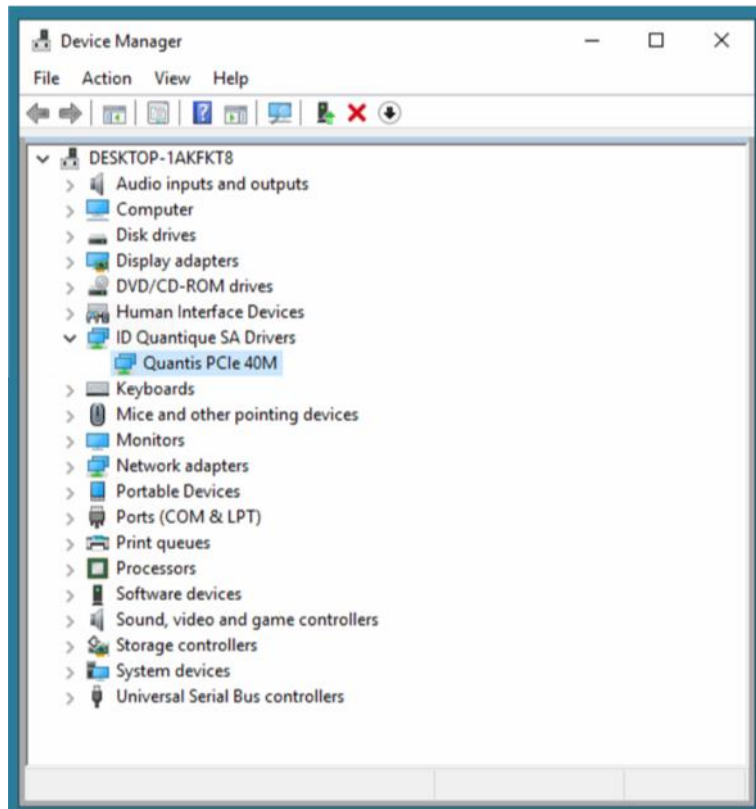 Device Manager
File Action View Help
DESKTOP-1AKFKT8
Audio inputs and outputs
Computer
Disk drives
Display adapters
DVD/CD-ROM drives
Human Interface Devices
ID Quantique SA Drivers
Quantis PCIe 40M
Keyboards
Mice and other pointing devices
Monitors
Network adapters
Portable Devices
Ports (COM & LPT)
Print queues
Processors
Software devices
Sound, video and game controllers
Storage controllers
System devices
Universal Serial Bus controllers